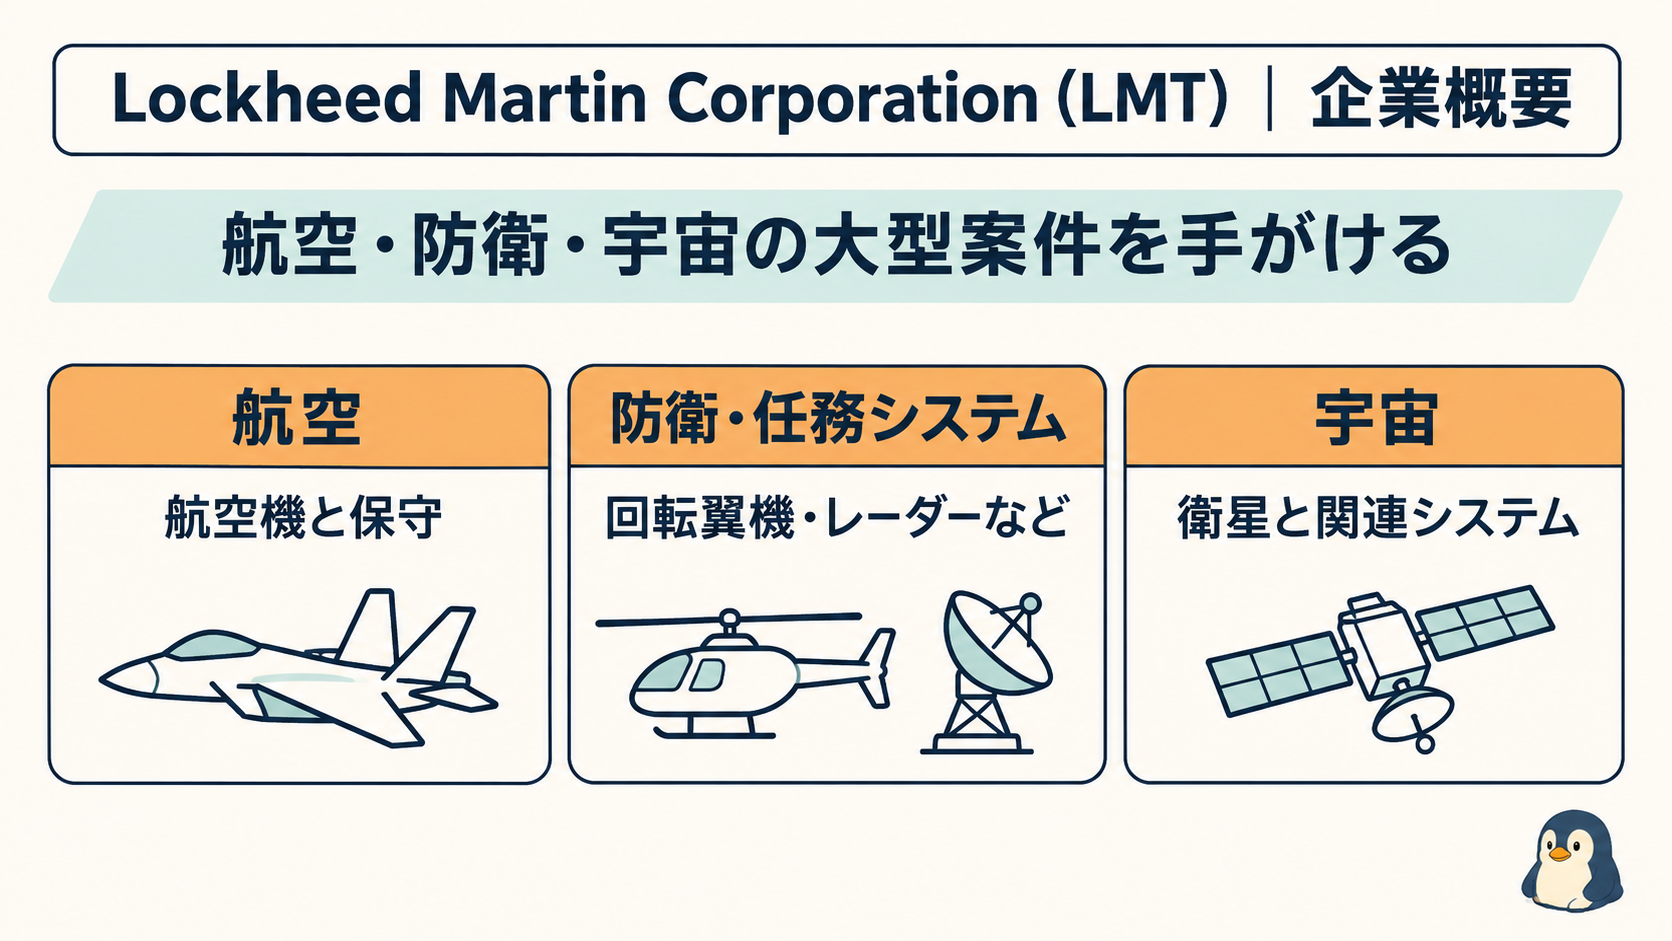 Lockheed Martin Corporation (LMT)｜企業概要
航空・防衛・宇宙の大型案件を手がける
航空
航空機と保守
防衛・任務システム
回転翼機・レーダーなど
宇宙
衛星と関連システム